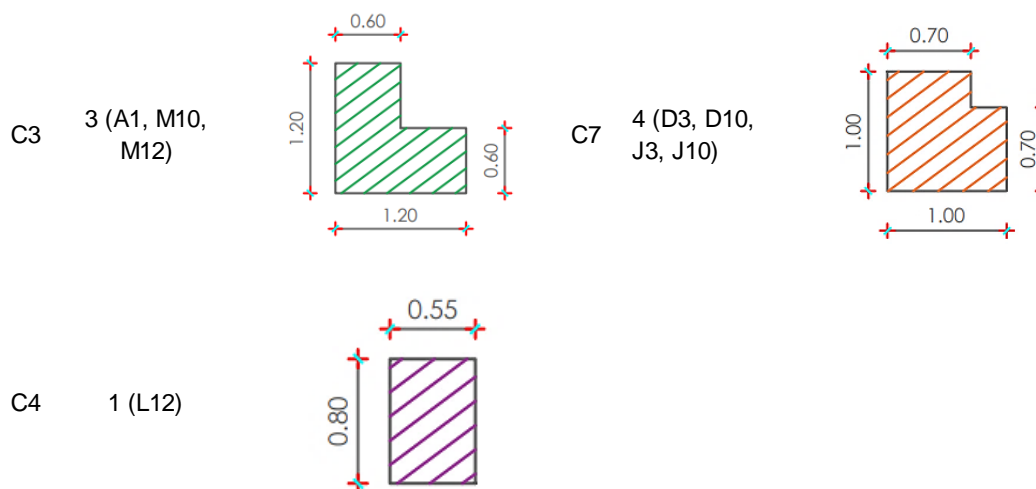 0.60
1.20
C3
3 (A1, M10,
M12)
0.60
1.20
0.70
1.00
C7
4 (D3, D10,
J3, J10)
0.70
1.00
0.55
0.80
C4
1 (L12)